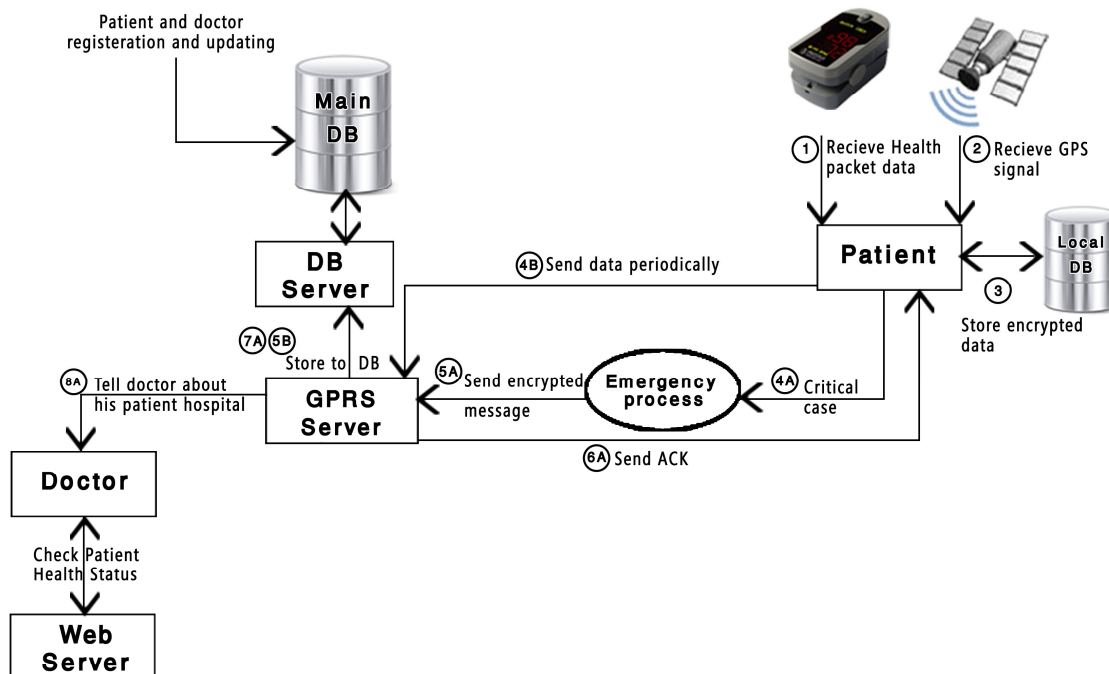 Patient and doctor
registeration and updating
Main
DB
1
Recieve Health
packet data
2
Recieve GPS
signal
DB
Server
4B
Send data periodically
Patient
Local
DB
3
Store encrypted
data
7A
5B
Store to DB
8A
Tell doctor about
his patient hospital
GPRS
Server
5A
Send encrypted
message
Emergency
process
4A
Critical
case
6A
Send ACK
Doctor
Check Patient
Health Status
Web
Server